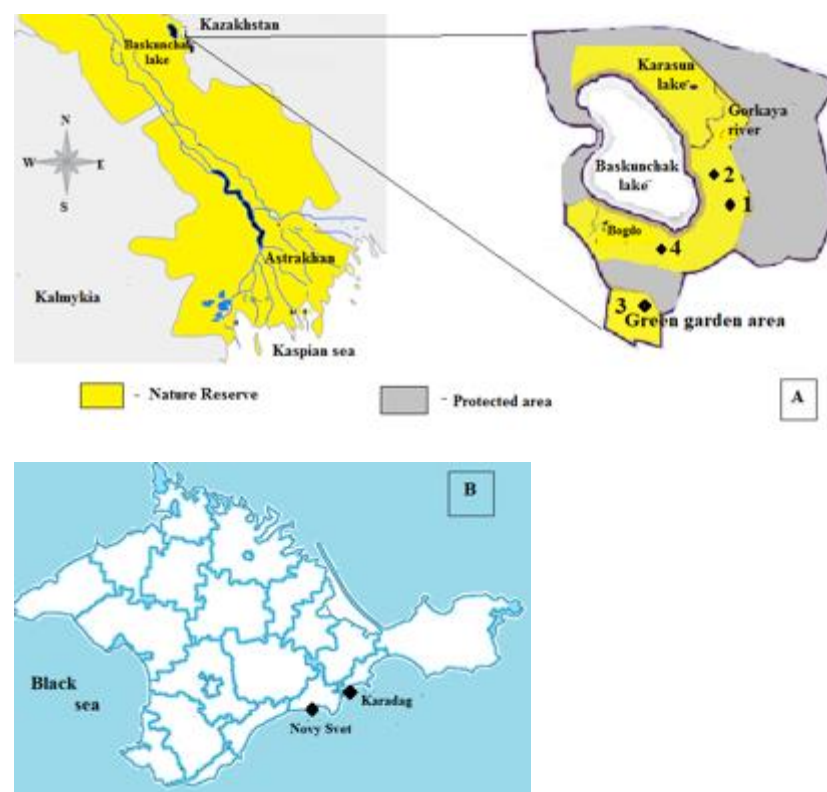 Kazakhstan
Baskunchak
lake
N
W
E
S
Astrakhan
Kalmykia
Kaspian sea
Karasun
lake
Gorkaya
river
Baskunchak
lake
2
1
Bogdo
4
3
Green garden area
- Nature Reserve
- Protected area
A
B
Black
sea
Karadag
Novy Svet